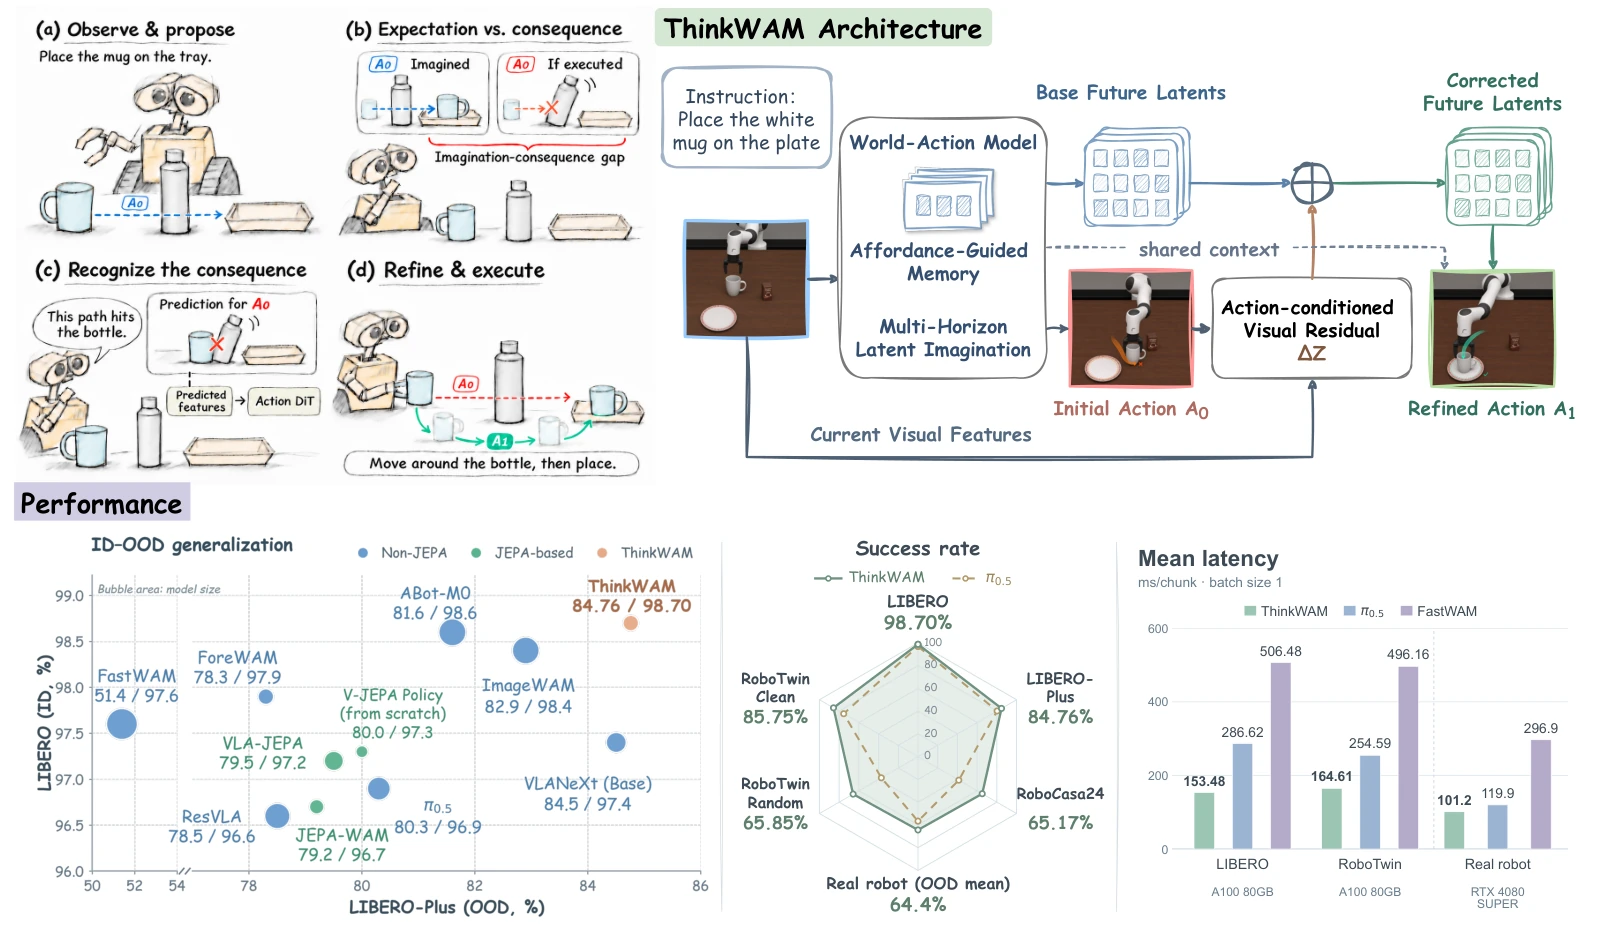 (a) Observe & propose
Place the mug on the tray.
A0
(b) Expectation vs. consequence
A0 Imagined
A0 If executed
Imagination-consequence gap
(c) Recognize the consequence
This path hits
the bottle.
Prediction for A0
Predicted
features
Action DiT
(d) Refine & execute
A0
A1
Move around the bottle, then place.
ThinkWAM Architecture
Instruction:
Place the white
mug on the plate
World-Action Model
Affordance-Guided
Memory
Multi-Horizon
Latent Imagination
Base Future Latents
Corrected
Future Latents
shared context
Initial Action A0
Action-conditioned
Visual Residual
ΔZ
Refined Action A1
Current Visual Features
Performance
ID-OOD generalization
Non-JEPA
JEPA-based
ThinkWAM
Bubble area: model size
LIBERO (ID, %)
99.0
98.5
98.0
97.5
97.0
96.5
96.0
FastWAM
51.4 / 97.6
ForeWAM
78.3 / 97.9
ABot-M0
81.6 / 98.6
ThinkWAM
84.76 / 98.70
ImageWAM
82.9 / 98.4
V-JEPA Policy
(from scratch)
80.0 / 97.3
VLA-JEPA
79.5 / 97.2
VLANeXt (Base)
84.5 / 97.4
ResVLA
78.5 / 96.6
JEPA-WAM
79.2 / 96.7
π0.5
80.3 / 96.9
50 52 54 78 80 82 84 86
LIBERO-Plus (OOD, %)
Success rate
ThinkWAM
π0.5
LIBERO
98.70%
100
80
60
40
20
0
LIBERO-
Plus
84.76%
RoboCasa24
65.17%
Real robot (OOD mean)
64.4%
RoboTwin
Random
65.85%
RoboTwin
Clean
85.75%
Mean latency
ms/chunk · batch size 1
ThinkWAM
π0.5
FastWAM
600
400
200
0
153.48
286.62
506.48
164.61
254.59
496.16
101.2
119.9
296.9
LIBERO
RoboTwin
Real robot
A100 80GB
A100 80GB
RTX 4080
SUPER